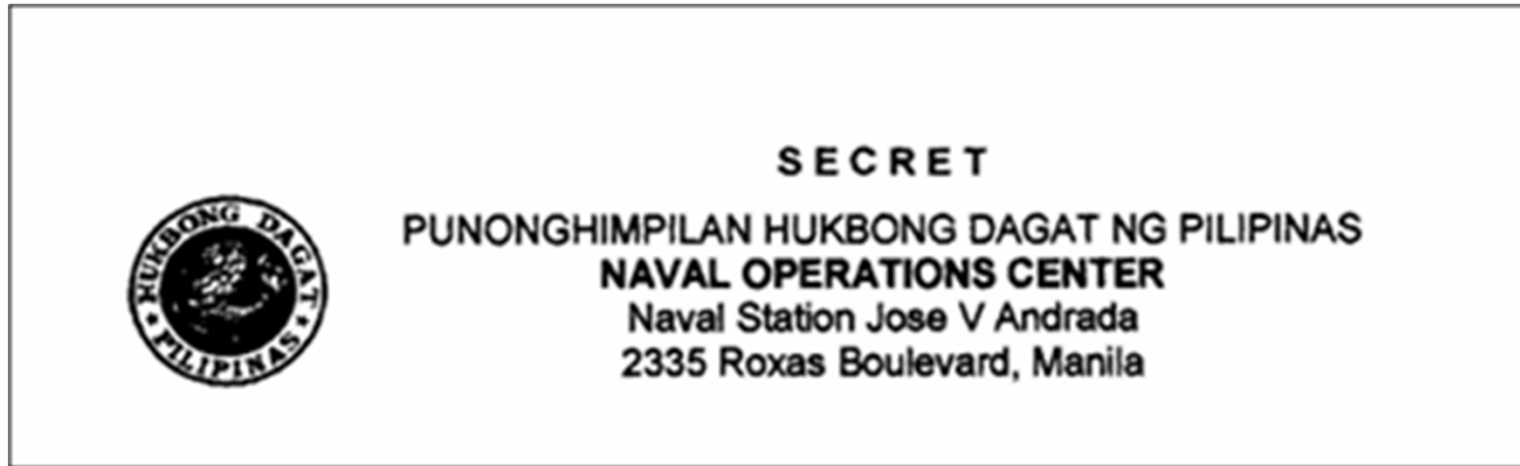 S E C R E T
PUNONGHIMPILAN HUKBONG DAGAT NG PILIPINAS
NAVAL OPERATIONS CENTER
Naval Station Jose V Andrada
2335 Roxas Boulevard, Manila
HUKBONG DAGAT
PILIPINAS